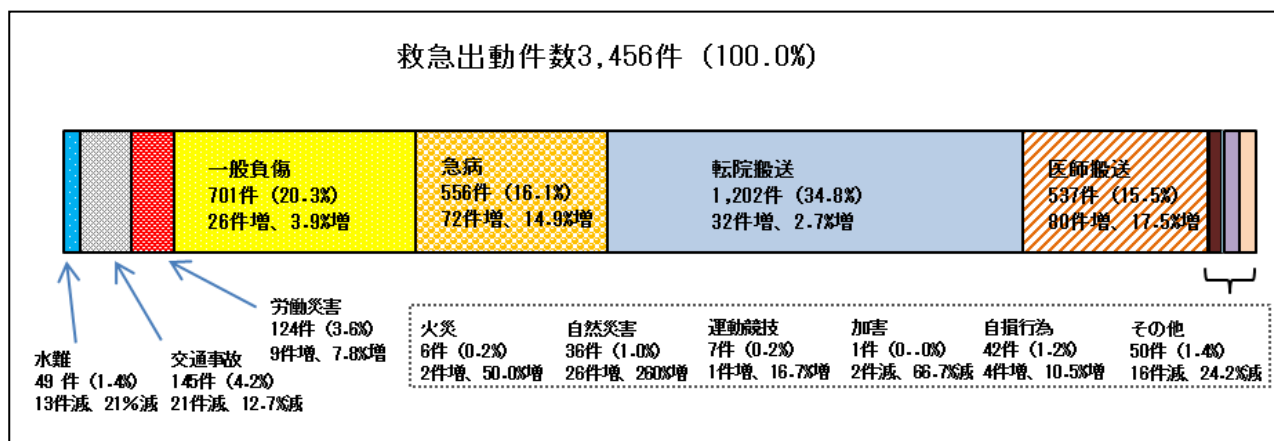 救急出動件数3,456件 (100.0%)
一般負傷
701件 (20.3%)
26件増、3.9%増
急病
556件 (16.1%)
72件増、14.9%増
転院搬送
1,202件 (34.8%)
32件増、2.7%増
医師搬送
537件 (15.5%)
80件増、17.5%増
水難
49 件 (1.4%)
13件減、21%減
交通事故
145件 (4.2%)
21件減、12.7%減
労働災害
124件 (3.6%)
9件増、7.8%増
火災
6件 (0.2%)
2件増、50.0%増
自然災害
36件 (1.0%)
26件増、260%増
運動競技
7件 (0.2%)
1件増、16.7%増
加害
1件 (0..0%)
2件減、66.7%減
自損行為
42件 (1.2%)
4件増、10.5%増
その他
50件 (1.4%)
16件減、24.2%減